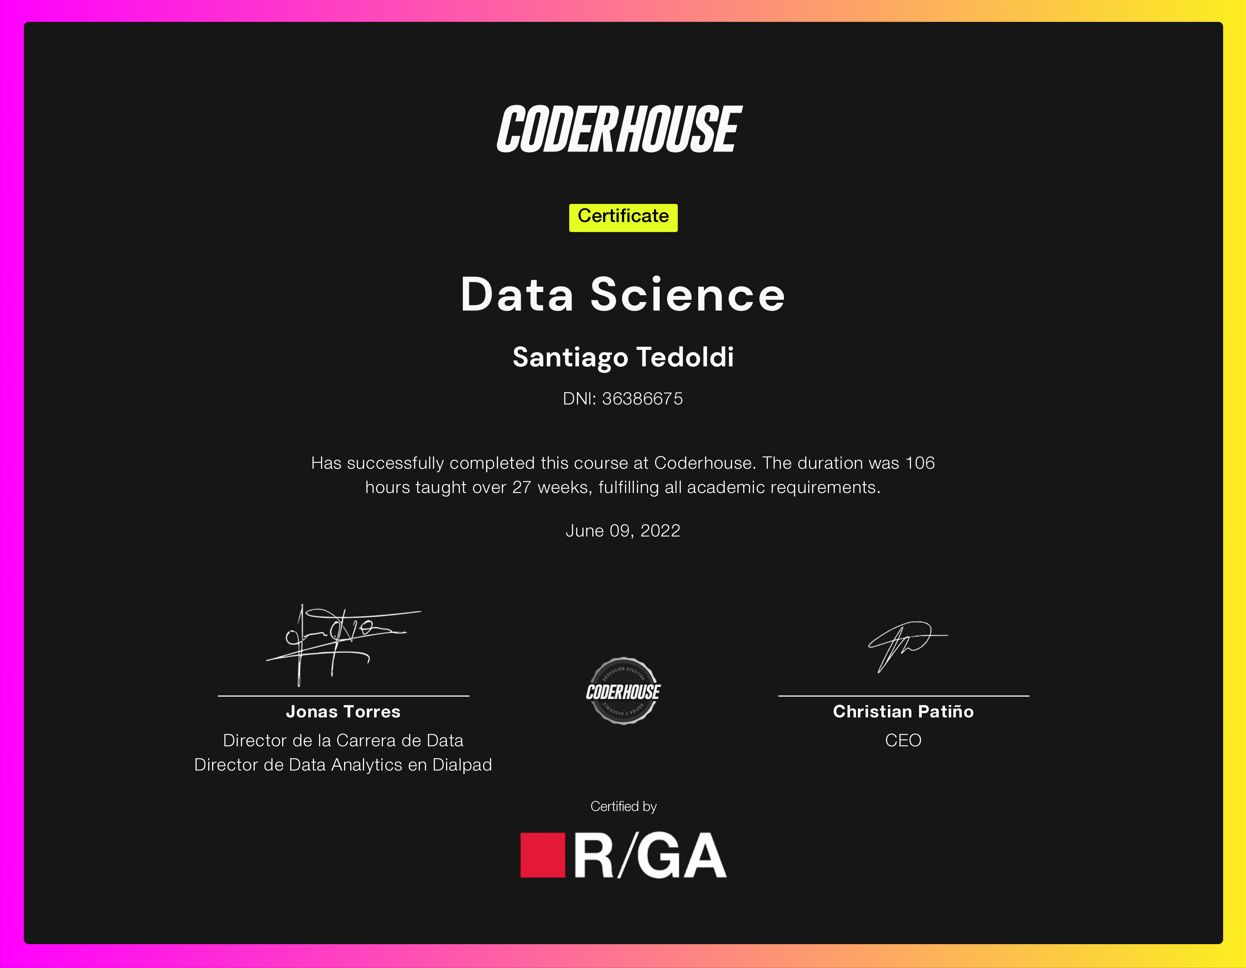 CODERHOUSE
Certificate
Data Science
Santiago Tedoldi
DNI: 36386675
Has successfully completed this course at Coderhouse. The duration was 106
hours taught over 27 weeks, fulfilling all academic requirements.
June 09, 2022
Jonas Torres
Director de la Carrera de Data
Director de Data Analytics en Dialpad
CODERHOUSE
Christian Patiño
CEO
Certified by
R/GA